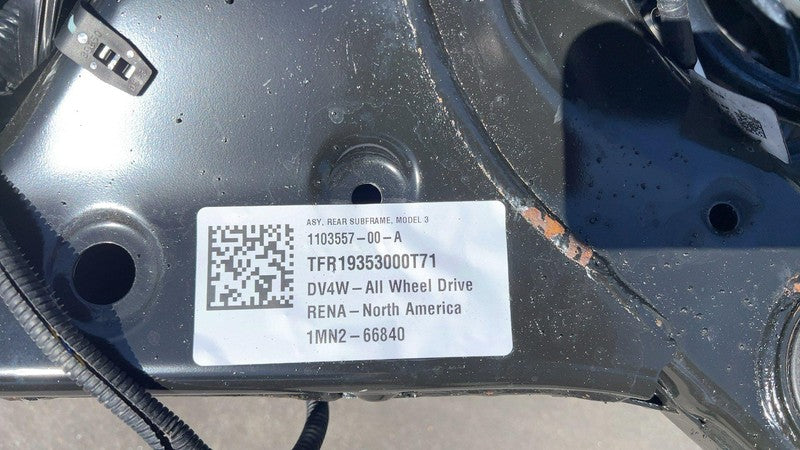 ASY, REAR SUBFRAME, MODEL 3
1103557-00-A
TFR19353000T71
DV4W-All Wheel Drive
RENA-North America
1MN2-66840